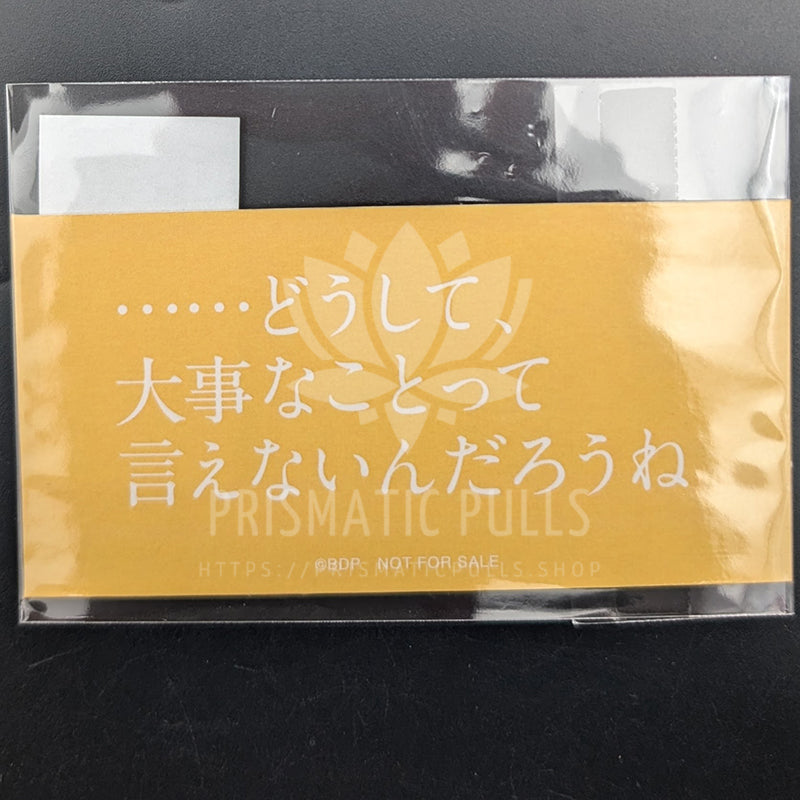 ……どうして、
大事なことって
言えないんだろうね
PRISMATIC PULLS
©BDP NOT FOR SALE
HTTPS://PRISMATICPULLS.SHOP